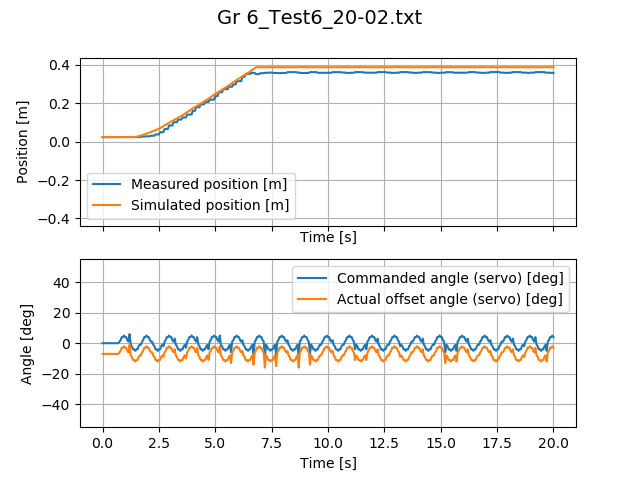 Gr 6_Test6_20-02.txt
0.4
0.2
0.0
−0.2
−0.4
Position [m]
Measured position [m]
Simulated position [m]
Time [s]
40
20
0
−20
−40
Angle [deg]
Commanded angle (servo) [deg]
Actual offset angle (servo) [deg]
0.0 2.5 5.0 7.5 10.0 12.5 15.0 17.5 20.0
Time [s]